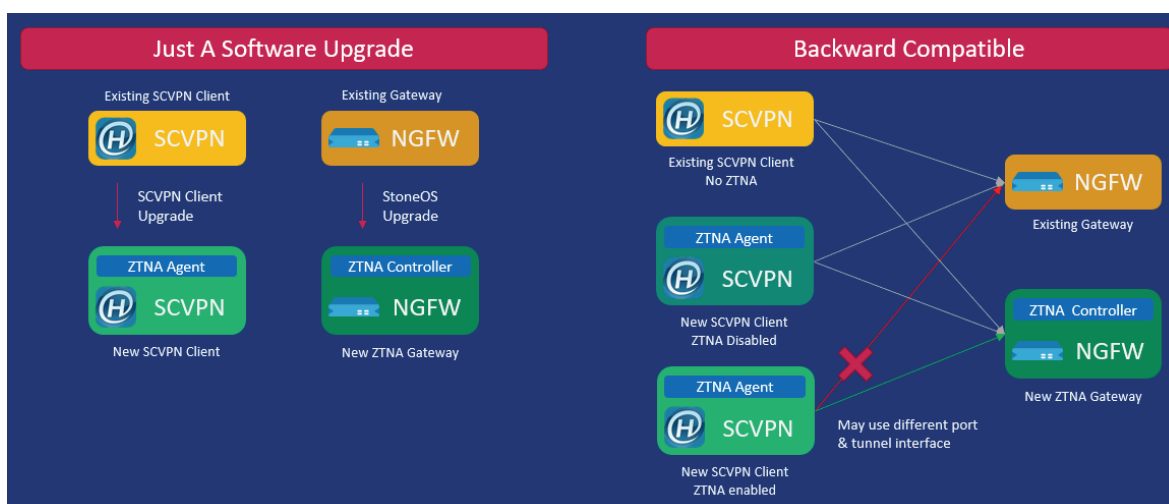 Just A Software Upgrade
Existing SCVPN Client
SCVPN
Existing Gateway
NGFW
SCVPN Client
Upgrade
StoneOS
Upgrade
ZTNA Agent
SCVPN
New SCVPN Client
ZTNA Controller
NGFW
New ZTNA Gateway
Backward Compatible
SCVPN
Existing SCVPN Client
No ZTNA
ZTNA Agent
SCVPN
New SCVPN Client
ZTNA Disabled
ZTNA Agent
SCVPN
New SCVPN Client
ZTNA enabled
NGFW
Existing Gateway
ZTNA Controller
NGFW
New ZTNA Gateway
May use different port
& tunnel interface